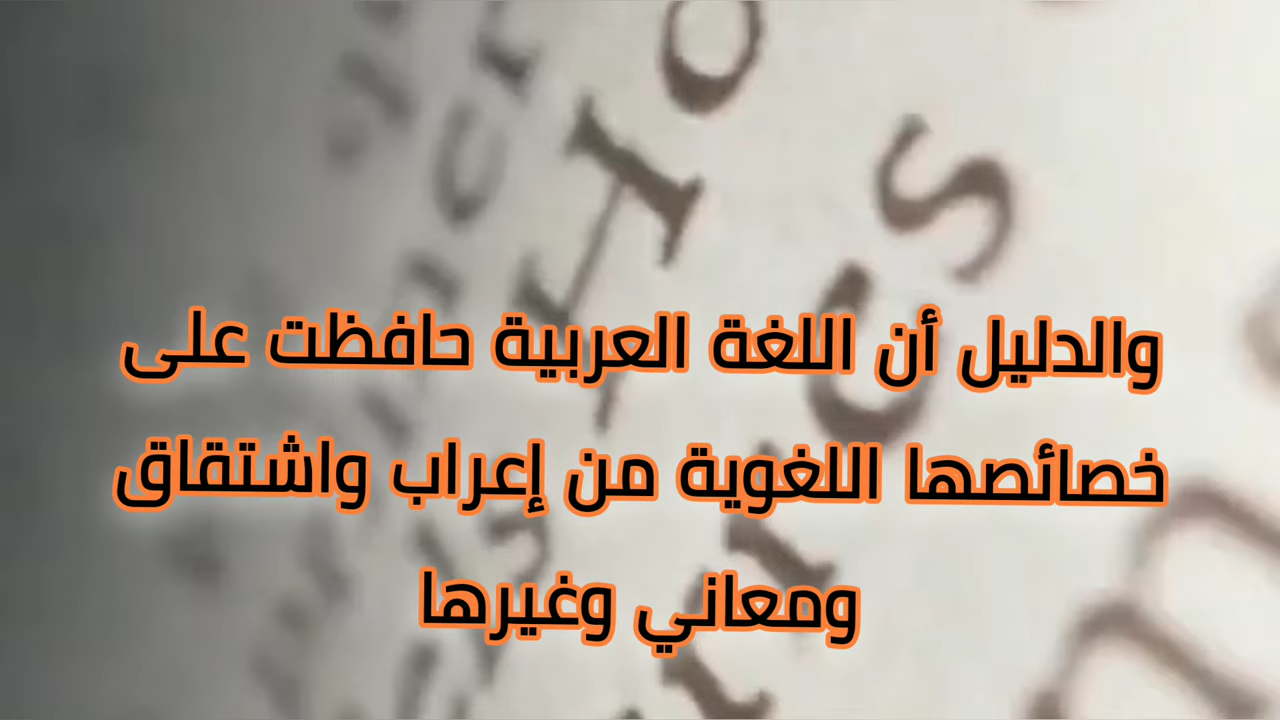 والدليل أن اللغة العربية حافظت على
خصائصها اللغوية من إعراب واشتقاق
ومعاني وغيرها